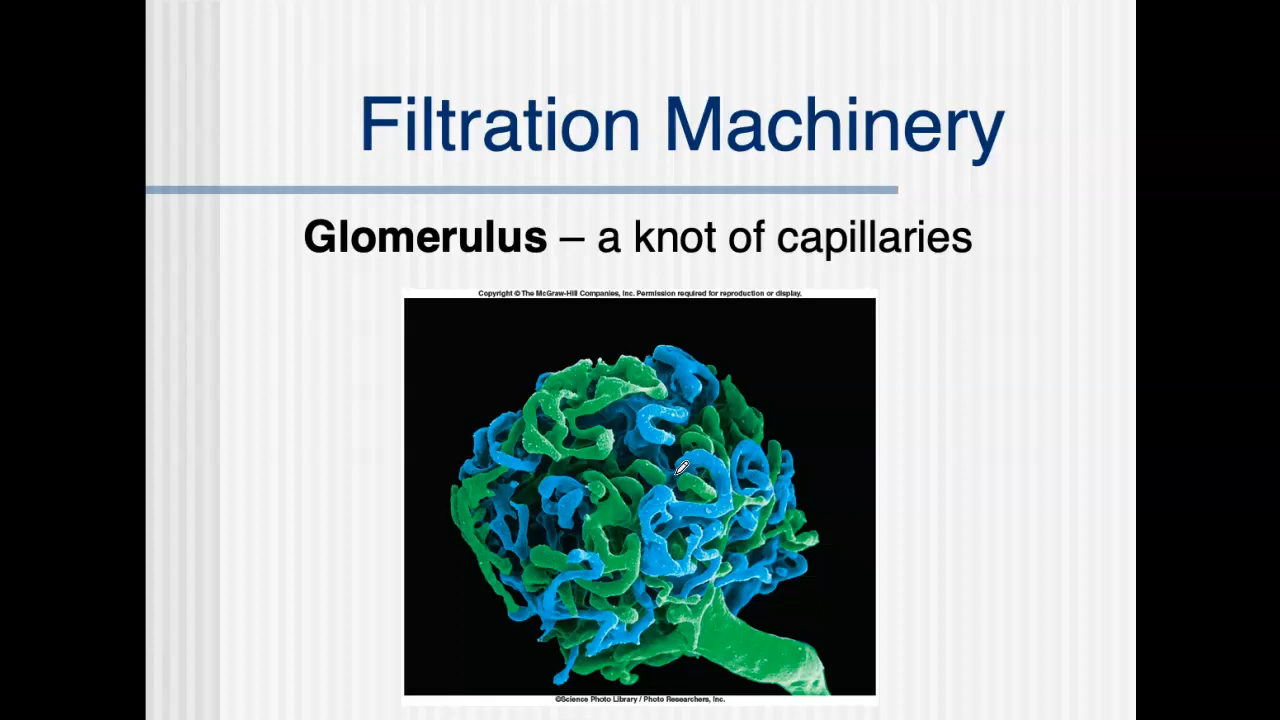 Filtration Machinery
Glomerulus – a knot of capillaries
Copyright © The McGraw-Hill Companies, Inc. Permission required for reproduction or display.
©Science Photo Library / Photo Researchers, Inc.